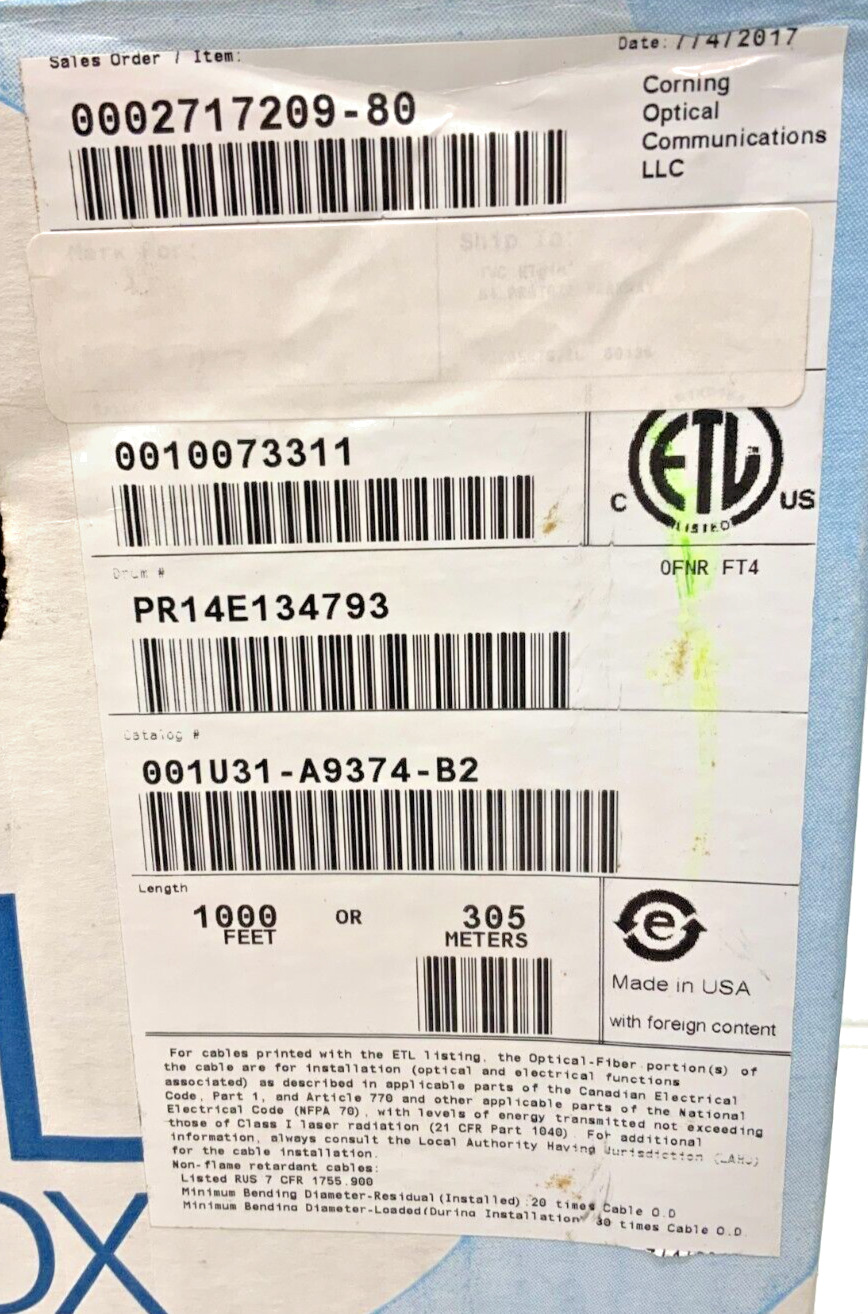 Sales Order / Item:
Date: 7/4/2017
0002717209-80
Corning
Optical
Communications
LLC
Mark For:
Ship To:
0010073311
ETL
C US
LISTED
OFNR FT4
Drum #
PR14E134793
Catalog #
001U31-A9374-B2
Length
1000 OR 305
FEET METERS
e
Made in USA
with foreign content
For cables printed with the ETL listing, the Optical-Fiber portion(s) of
the cable are for installation (optical and electrical functions
associated) as described in applicable parts of the Canadian Electrical
Code, Part 1, and Article 770 and other applicable parts of the National
Electrical Code (NFPA 70), with levels of energy transmitted not exceeding
those of Class I laser radiation (21 CFR Part 1040). For additional
information, always consult the Local Authority Having Jurisdiction (LAHJ)
for the cable installation.
Non-flame retardant cables:
Listed RUS 7 CFR 1755.900
Minimum Bending Diameter-Residual(Installed) 20 times Cable O.D
Minimum Bending Diameter-Loaded(During Installation) 30 times Cable O.D.
L
OX